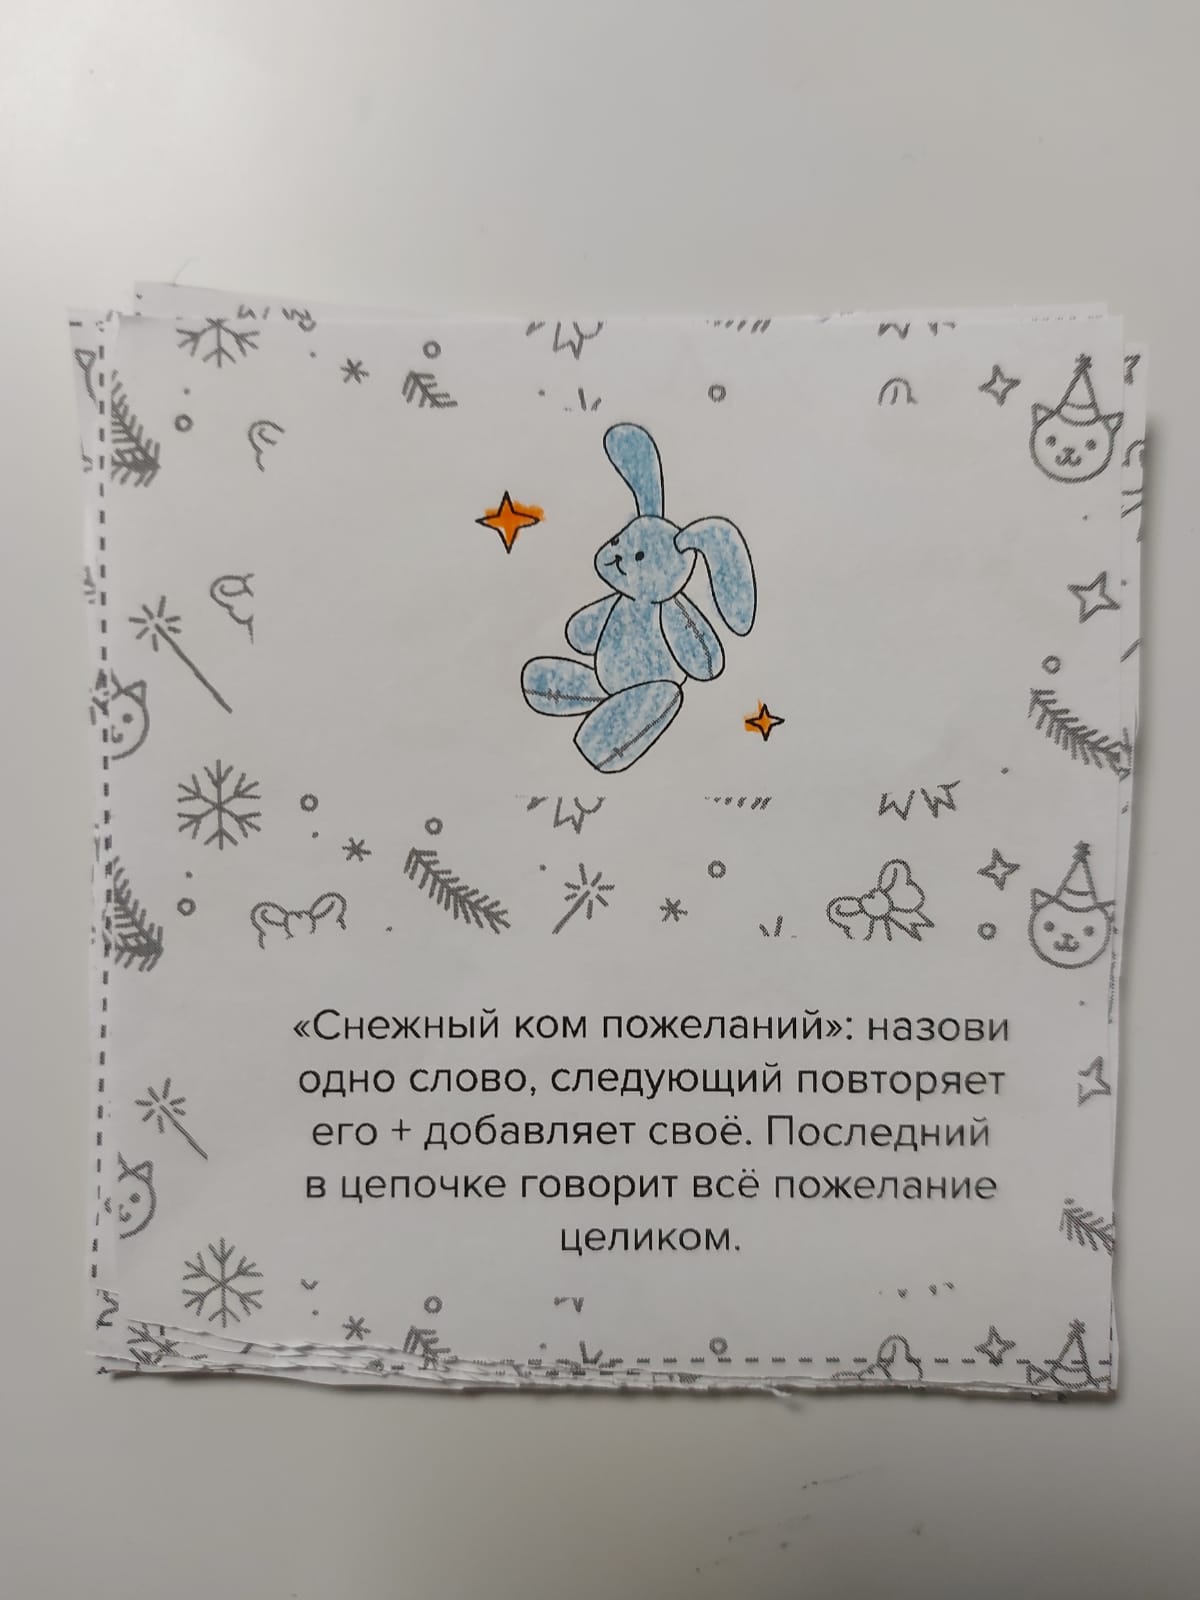 «Снежный ком пожеланий»: назови
одно слово, следующий повторяет
его + добавляет своё. Последний
в цепочке говорит всё пожелание
целиком.